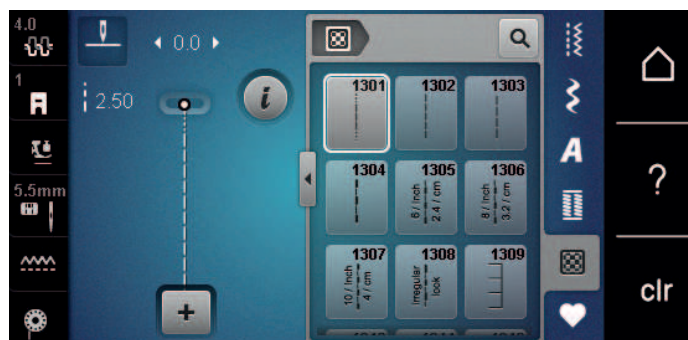 4.0
0.0
1
2.50
i
5.5mm
+
1301
1302
1303
1304
1305
6 / Inch
2.4 / cm
1306
8 / Inch
3.2 / cm
1307
10 / Inch
4 / cm
1308
Irregular
look
1309
A
?
clr